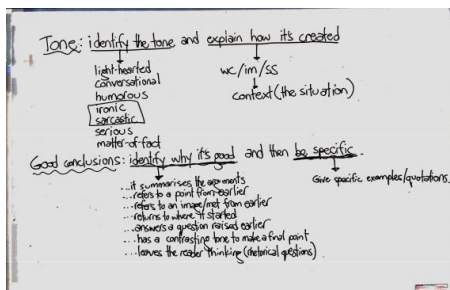 Tone: identify the tone and explain how it's created
light-hearted
conversational
humorous
ironic
sarcastic
serious
matter-of-fact
wc/im/ss
context (the situation)
Good conclusions: identify why it's good and then be specific.
...it summarises the arguments
...refers to a point from earlier
...refers to an image/met from earlier
...returns to where it started
...answers a question raised earlier
...has a contrasting tone to make a final point
...leaves the reader thinking (rhetorical questions)
Give specific examples/quotations.